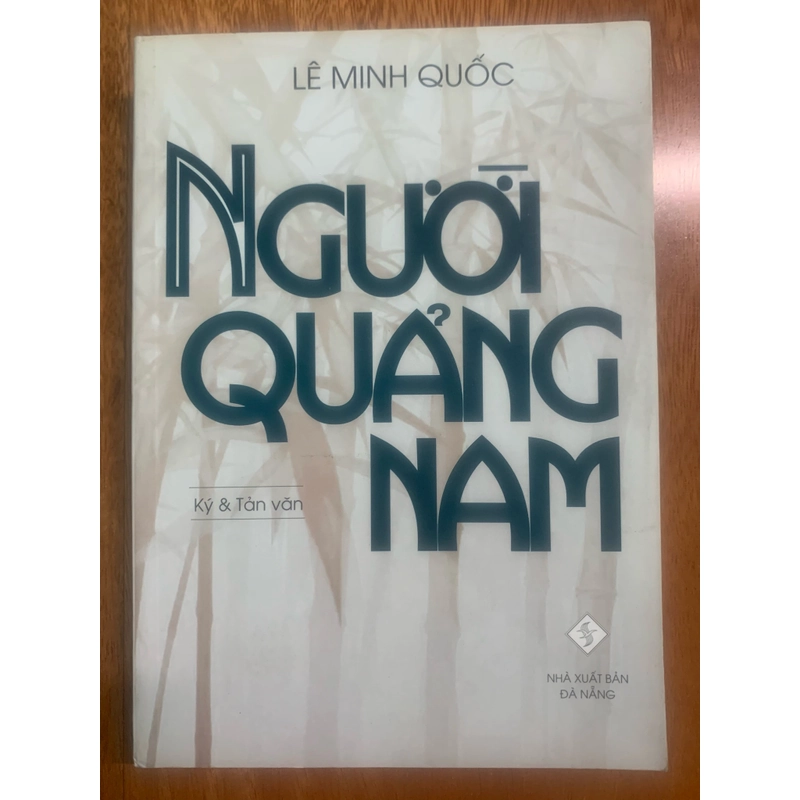 LÊ MINH QUỐC
NGƯỜI
QUẢNG
NAM
Ký & Tản văn
NHÀ XUẤT BẢN
ĐÀ NẴNG